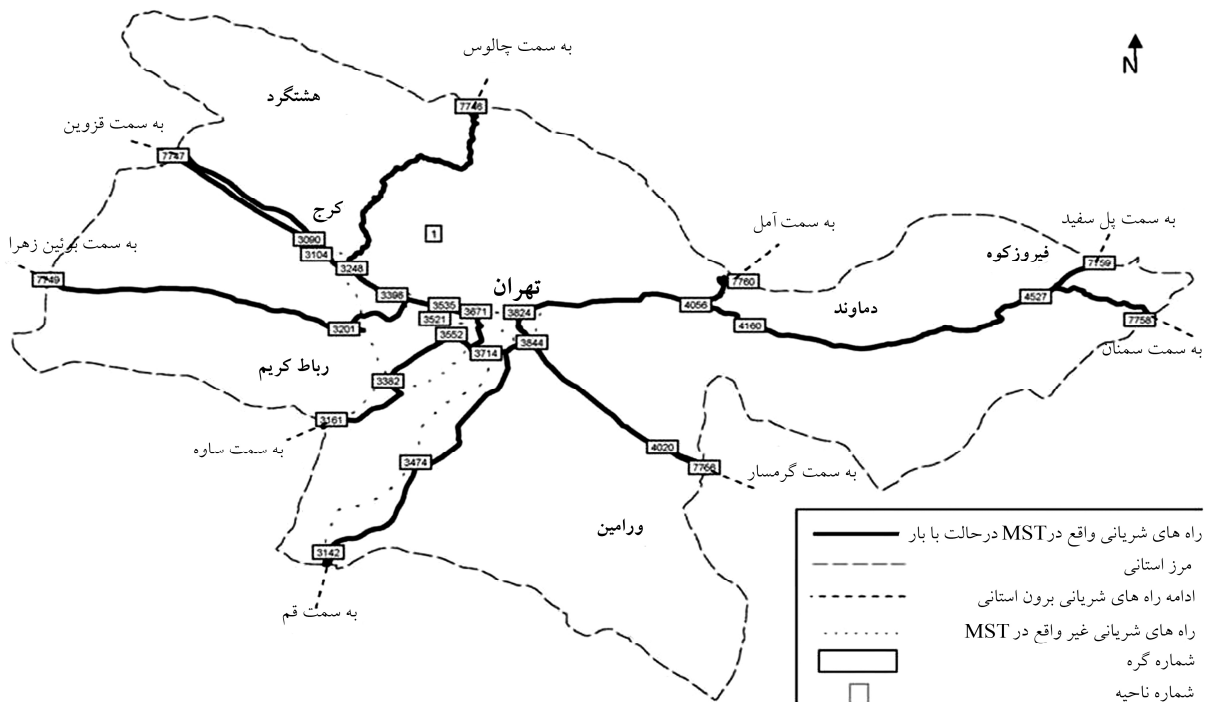 به سمت چالوس
7746
N
هشتگرد
به سمت قزوین
7747
کرج
3090
3104
3248
1
به سمت بوئین زهرا
7749
3398
3201
3535
3521
3552
3671
تهران
3824
3844
3714
به سمت آمل
7760
4056
4160
دماوند
فیروزکوه
به سمت پل سفید
7759
4527
7758
به سمت سمنان
رباط کریم
3382
3161
به سمت ساوه
3474
3142
به سمت قم
4020
7766
به سمت گرمسار
ورامین
راه های شریانی واقع در MST درحالت با بار
مرز استانی
ادامه راه های شریانی برون استانی
راه های شریانی غیر واقع در MST
شماره گره
شماره ناحیه